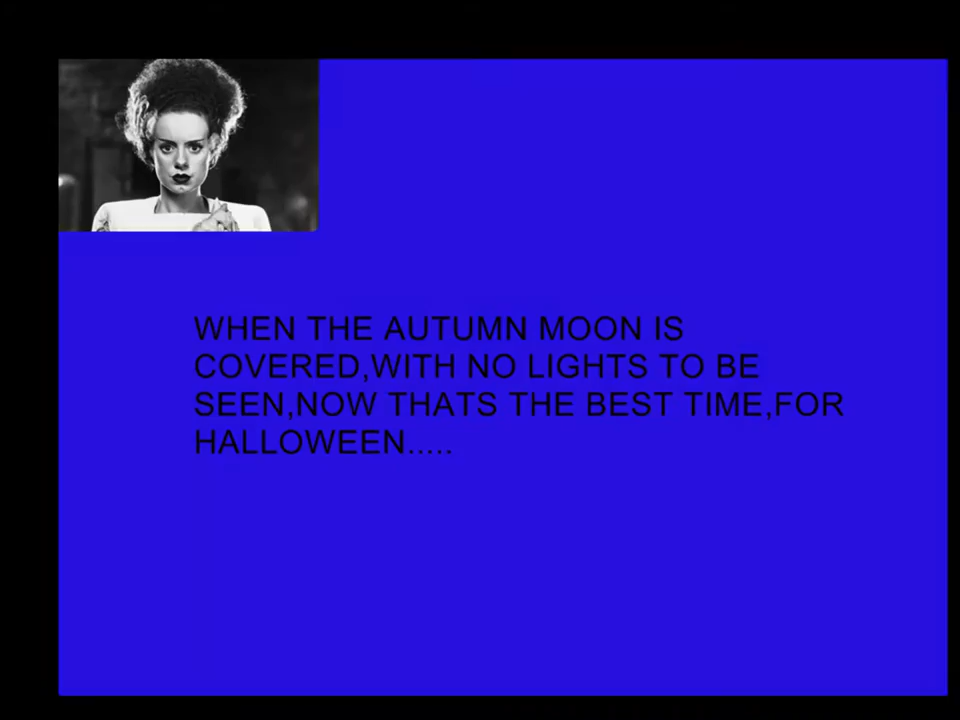 WHEN THE AUTUMN MOON IS
COVERED,WITH NO LIGHTS TO BE
SEEN,NOW THATS THE BEST TIME,FOR
HALLOWEEN.....